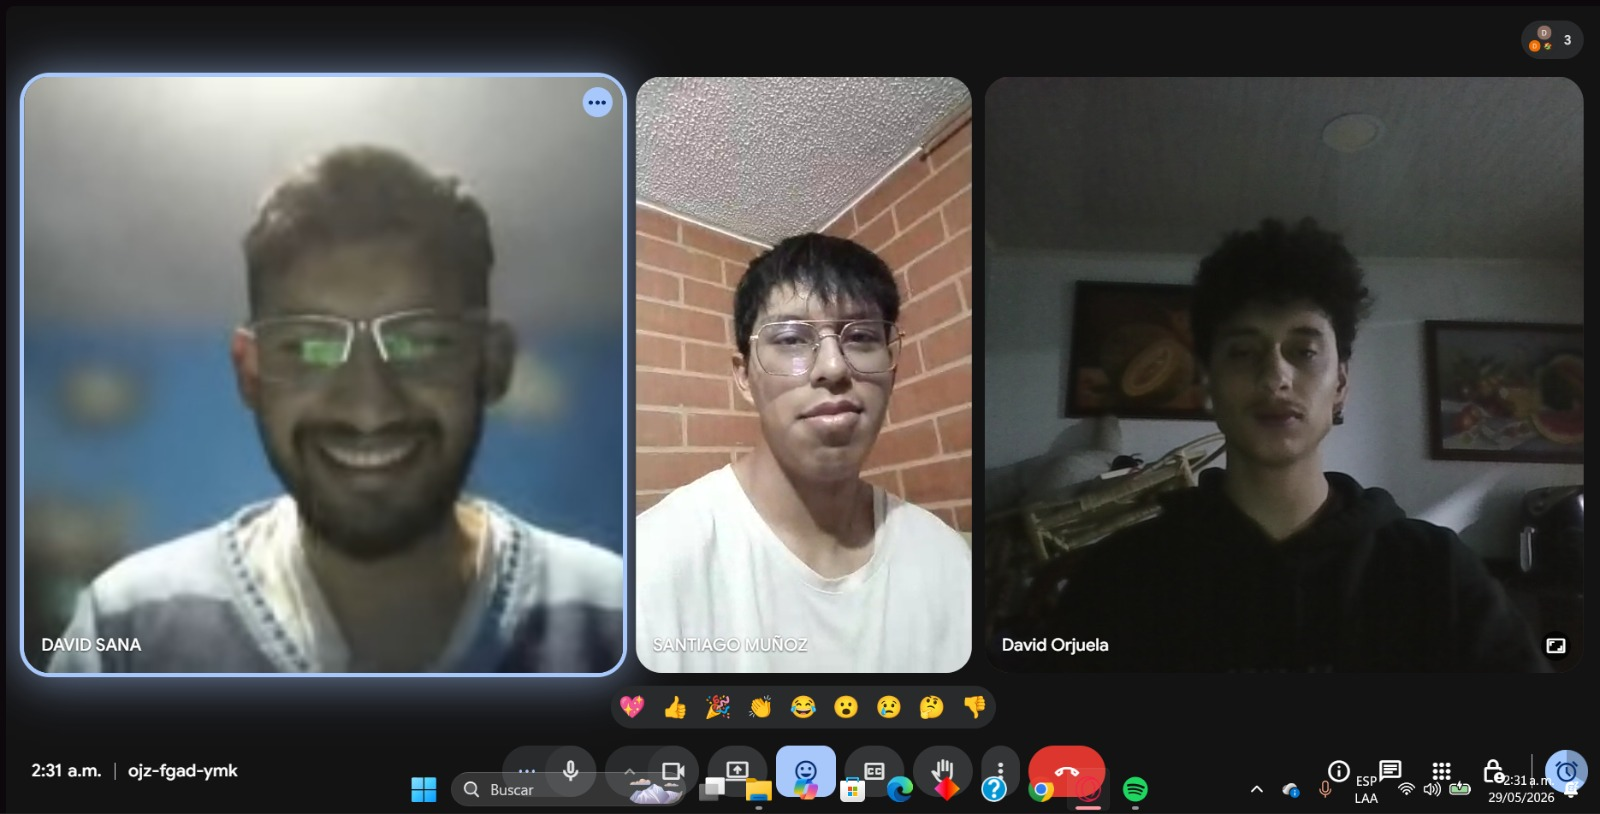 3
DAVID SANA
SANTIAGO MUÑOZ
David Orjuela
2:31 a.m. | ojz-fgad-ymk
CC
Buscar
ESP
LAA
2:31 a.m.
29/05/2026